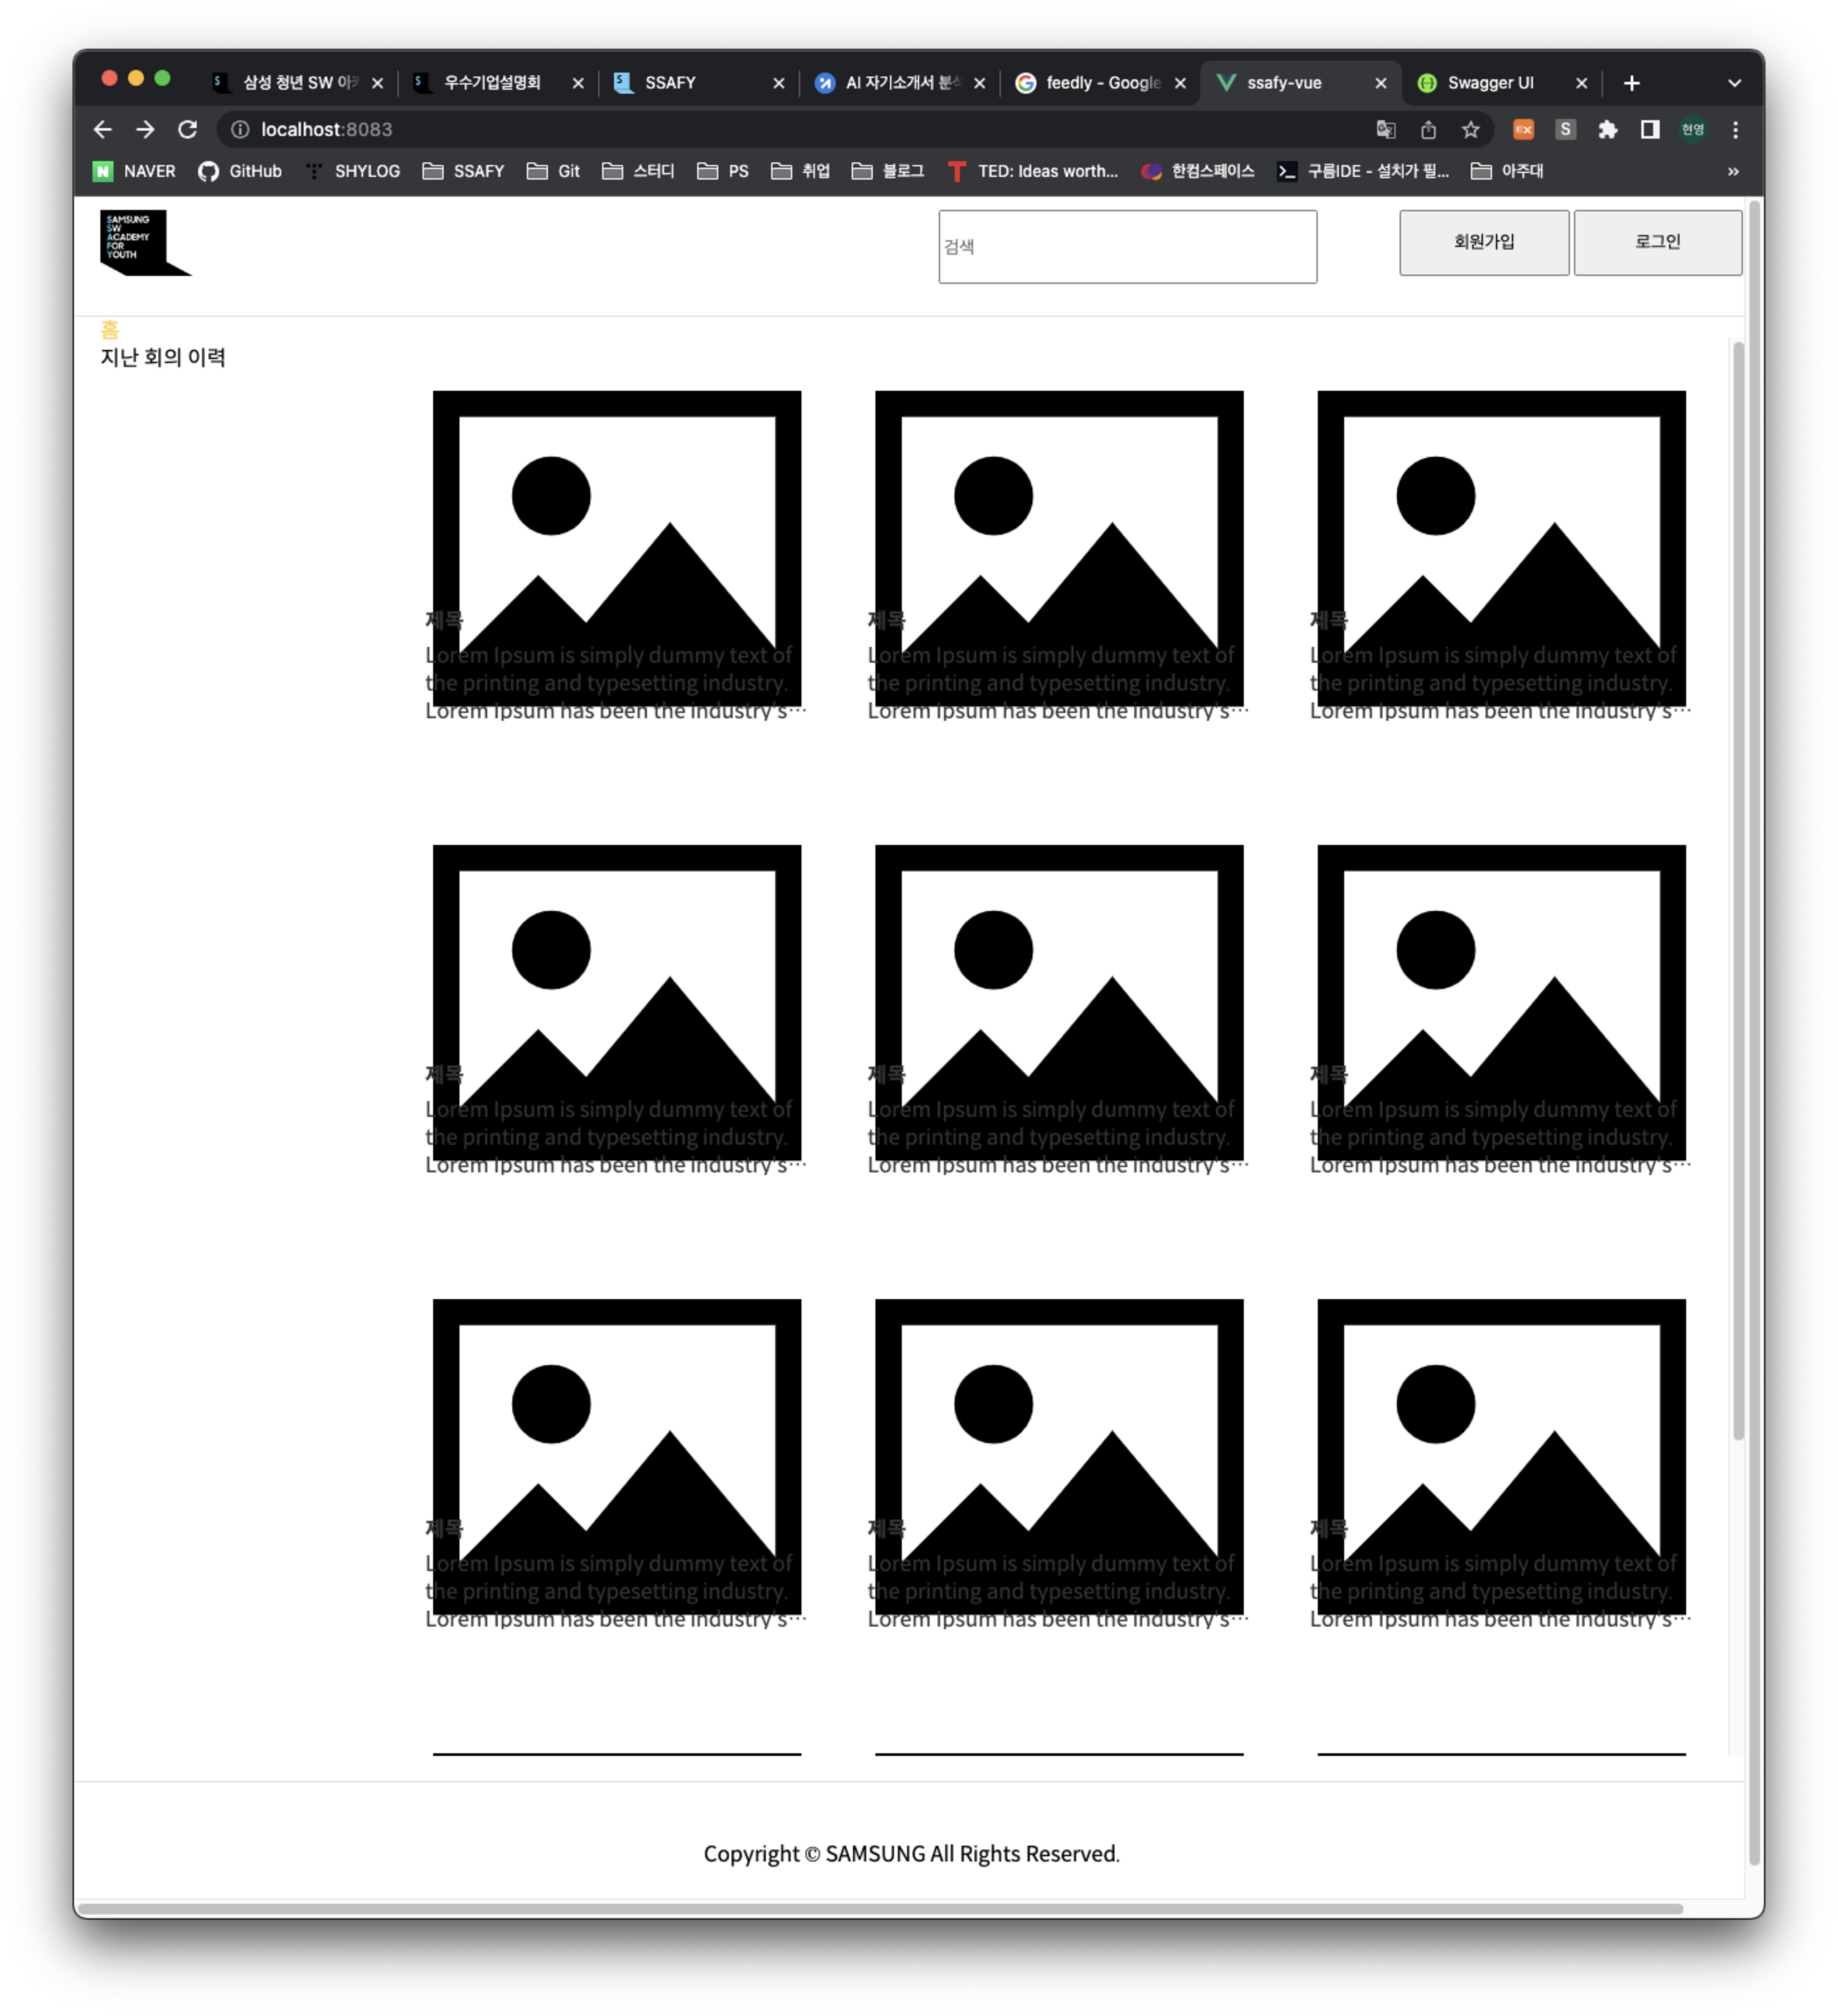 삼성 청년 SW 아카
우수기업설명회
SSAFY
AI 자기소개서 분석
feedly - Google
ssafy-vue
Swagger UI
localhost:8083
EX
S
현영
NAVER
GitHub
SHYLOG
SSAFY
Git
스터디
PS
취업
블로그
TED: Ideas worth...
한컴스페이스
구름IDE - 설치가 필...
아주대
»
SAMSUNG
SW
ACADEMY
FOR
YOUTH
검색
회원가입
로그인
홈
지난 회의 이력
제목
Lorem Ipsum is simply dummy text of
the printing and typesetting industry.
Lorem Ipsum has been the industry's…
제목
Lorem Ipsum is simply dummy text of
the printing and typesetting industry.
Lorem Ipsum has been the industry's…
제목
Lorem Ipsum is simply dummy text of
the printing and typesetting industry.
Lorem Ipsum has been the industry's…
제목
Lorem Ipsum is simply dummy text of
the printing and typesetting industry.
Lorem Ipsum has been the industry's…
제목
Lorem Ipsum is simply dummy text of
the printing and typesetting industry.
Lorem Ipsum has been the industry's…
제목
Lorem Ipsum is simply dummy text of
the printing and typesetting industry.
Lorem Ipsum has been the industry's…
제목
Lorem Ipsum is simply dummy text of
the printing and typesetting industry.
Lorem Ipsum has been the industry's…
제목
Lorem Ipsum is simply dummy text of
the printing and typesetting industry.
Lorem Ipsum has been the industry's…
제목
Lorem Ipsum is simply dummy text of
the printing and typesetting industry.
Lorem Ipsum has been the industry's…
Copyright © SAMSUNG All Rights Reserved.